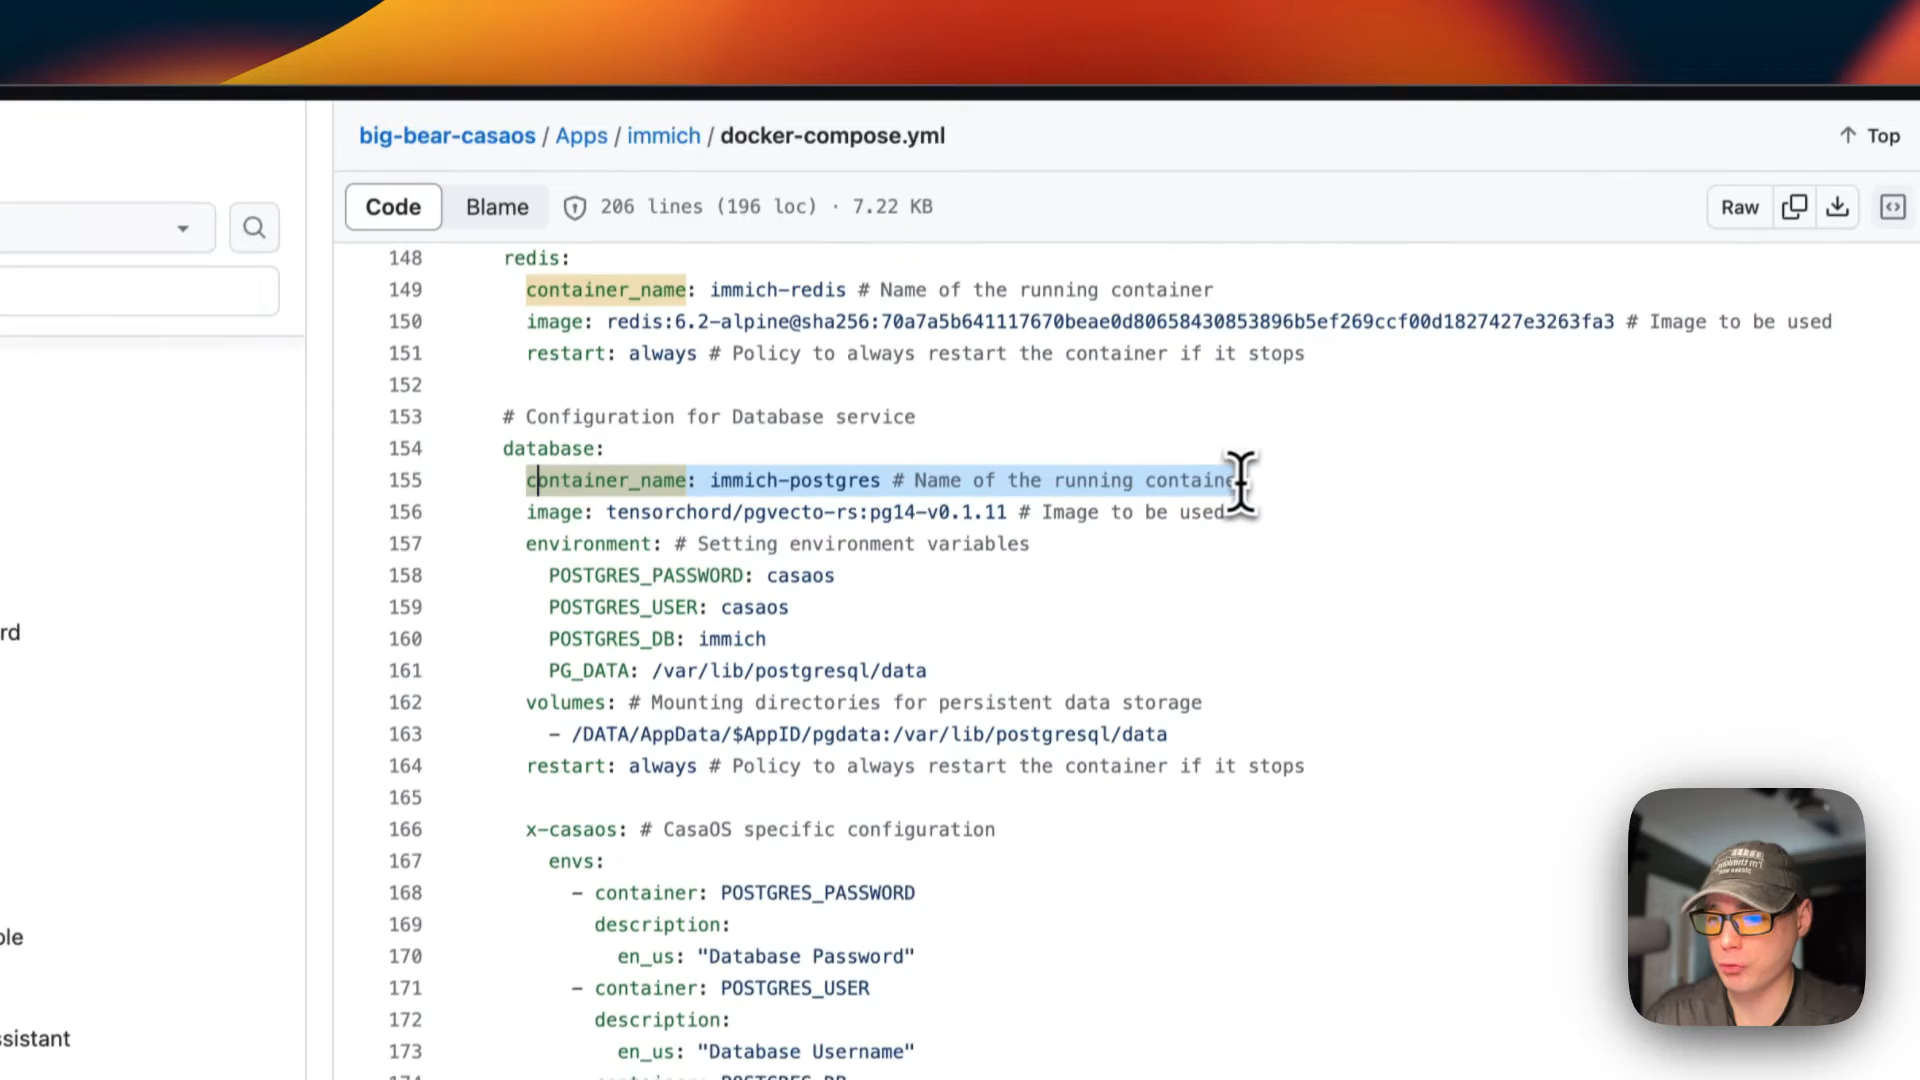 big-bear-casaos / Apps / immich / docker-compose.yml
↑ Top
Code Blame 206 lines (196 loc) · 7.22 KB
Raw
148 redis:
149 container_name: immich-redis # Name of the running container
150 image: redis:6.2-alpine@sha256:70a7a5b641117670beae0d80658430853896b5ef269ccf00d1827427e3263fa3 # Image to be used
151 restart: always # Policy to always restart the container if it stops
152
153 # Configuration for Database service
154 database:
155 container_name: immich-postgres # Name of the running container
156 image: tensorchord/pgvecto-rs:pg14-v0.1.11 # Image to be used
157 environment: # Setting environment variables
158 POSTGRES_PASSWORD: casaos
159 POSTGRES_USER: casaos
160 POSTGRES_DB: immich
161 PG_DATA: /var/lib/postgresql/data
162 volumes: # Mounting directories for persistent data storage
163 - /DATA/AppData/$AppID/pgdata:/var/lib/postgresql/data
164 restart: always # Policy to always restart the container if it stops
165
166 x-casaos: # CasaOS specific configuration
167 envs:
168 - container: POSTGRES_PASSWORD
169 description:
170 en_us: "Database Password"
171 - container: POSTGRES_USER
172 description:
173 en_us: "Database Username"
rd
ole
ssistant